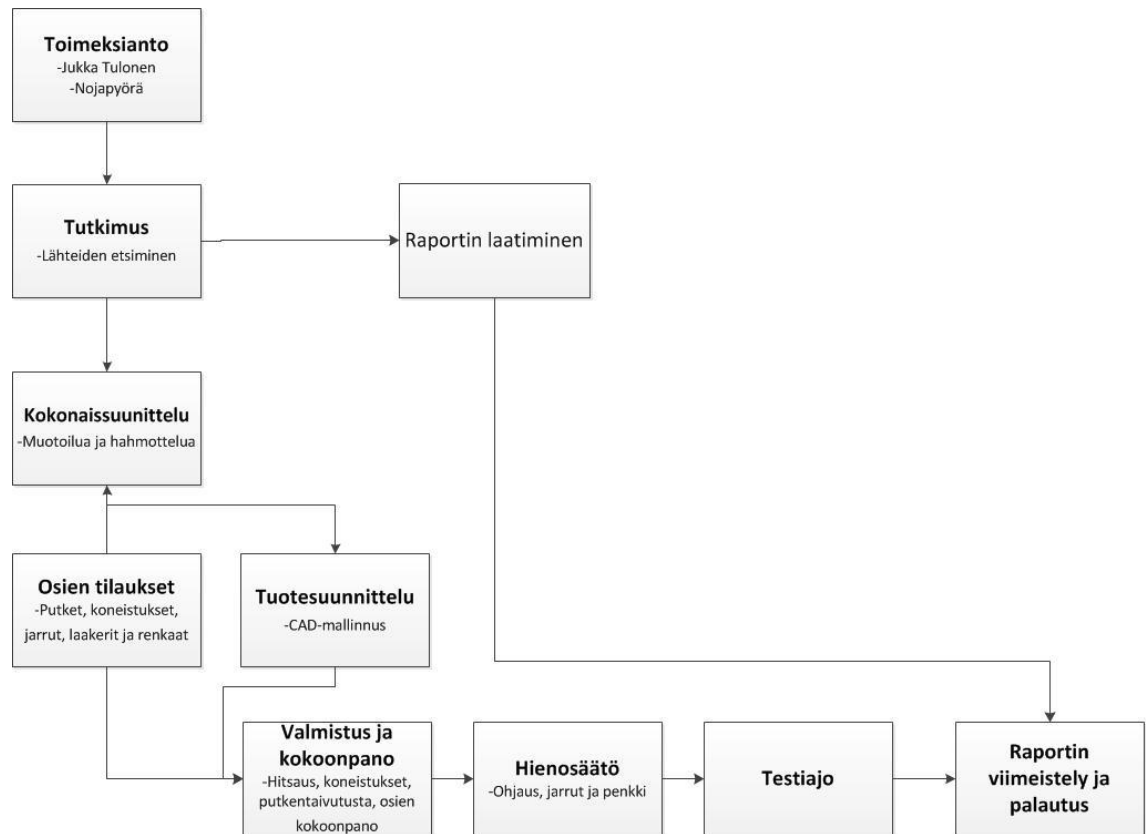 Toimeksianto
-Jukka Tulonen
-Nojapyörä
Tutkimus
-Lähteiden etsiminen
Raportin laatiminen
Kokonaissuunittelu
-Muotoilua ja hahmottelua
Osien tilaukset
-Putket, koneistukset,
jarrut, laakerit ja renkaat
Tuotesuunnittelu
-CAD-mallinnus
Valmistus ja
kokoonpano
-Hitsaus, koneistukset,
putkentaivutusta, osien
kokoonpano
Hienosäätö
-Ohjaus, jarrut ja penkki
Testiajo
Raportin
viimeistely ja
palautus